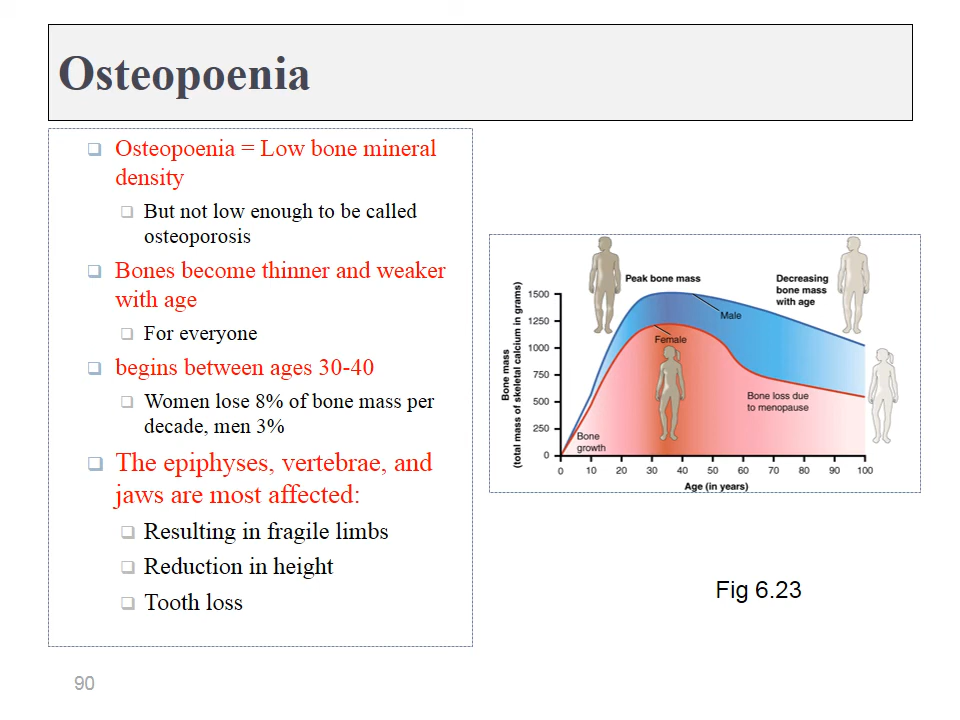 Osteopoenia
Osteopoenia = Low bone mineral
density
But not low enough to be called
osteoporosis
Bones become thinner and weaker
with age
For everyone
begins between ages 30-40
Women lose 8% of bone mass per
decade, men 3%
The epiphyses, vertebrae, and
jaws are most affected:
Resulting in fragile limbs
Reduction in height
Tooth loss
Peak bone mass
Decreasing
bone mass
with age
Bone mass
(total mass of skeletal calcium in grams)
1500
1250
1000
750
500
250
0
Male
Female
Bone loss due
to menopause
Bone
growth
0 10 20 30 40 50 60 70 80 90 100
Age (in years)
Fig 6.23
90